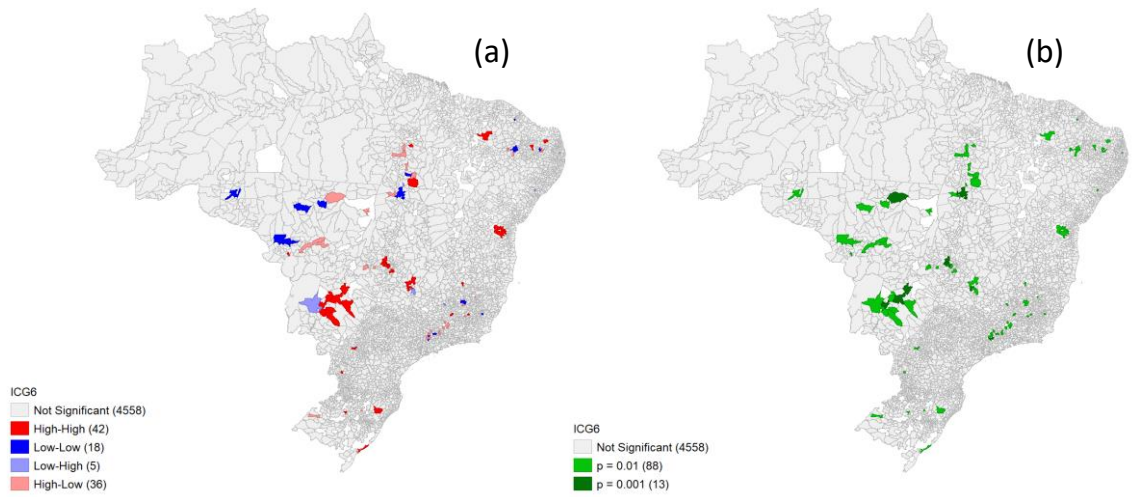 (a)
ICG6
Not Significant (4558)
High-High (42)
Low-Low (18)
Low-High (5)
High-Low (36)
(b)
ICG6
Not Significant (4558)
p = 0.01 (88)
p = 0.001 (13)